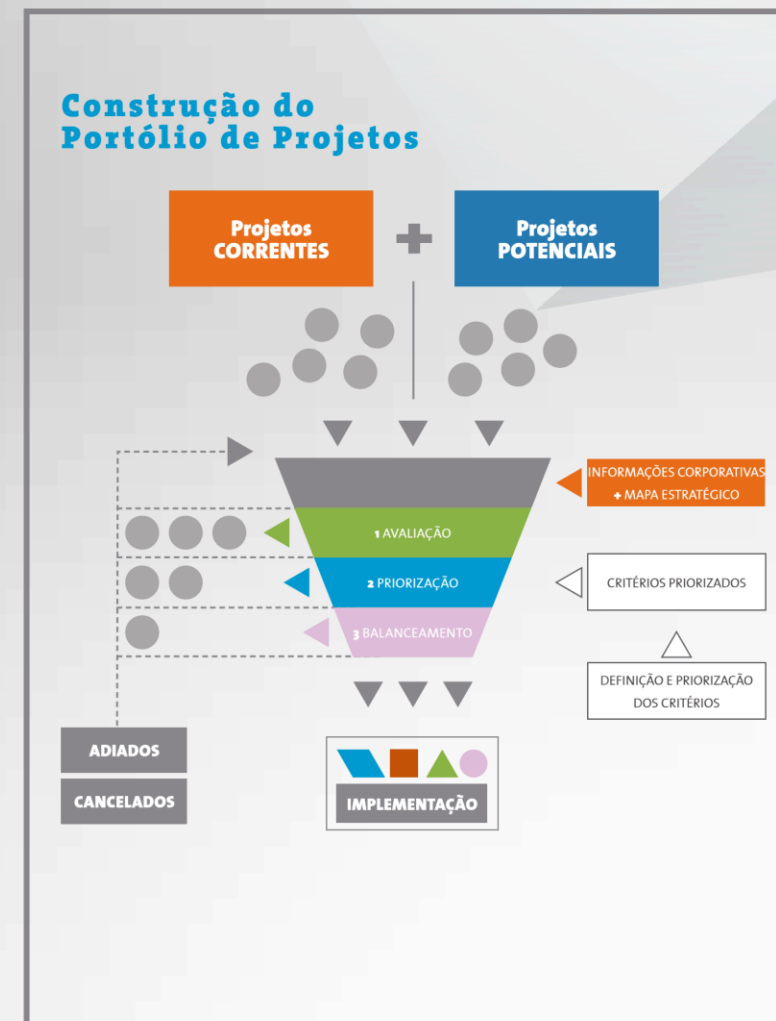 Construção do
Portólio de Projetos
Projetos
CORRENTES
Projetos
POTENCIAIS
INFORMAÇÕES CORPORATIVAS
+ MAPA ESTRATÉGICO
1 AVALIAÇÃO
2 PRIORIZAÇÃO
CRITÉRIOS PRIORIZADOS
3 BALANCEAMENTO
DEFINIÇÃO E PRIORIZAÇÃO
DOS CRITÉRIOS
ADIADOS
CANCELADOS
IMPLEMENTAÇÃO